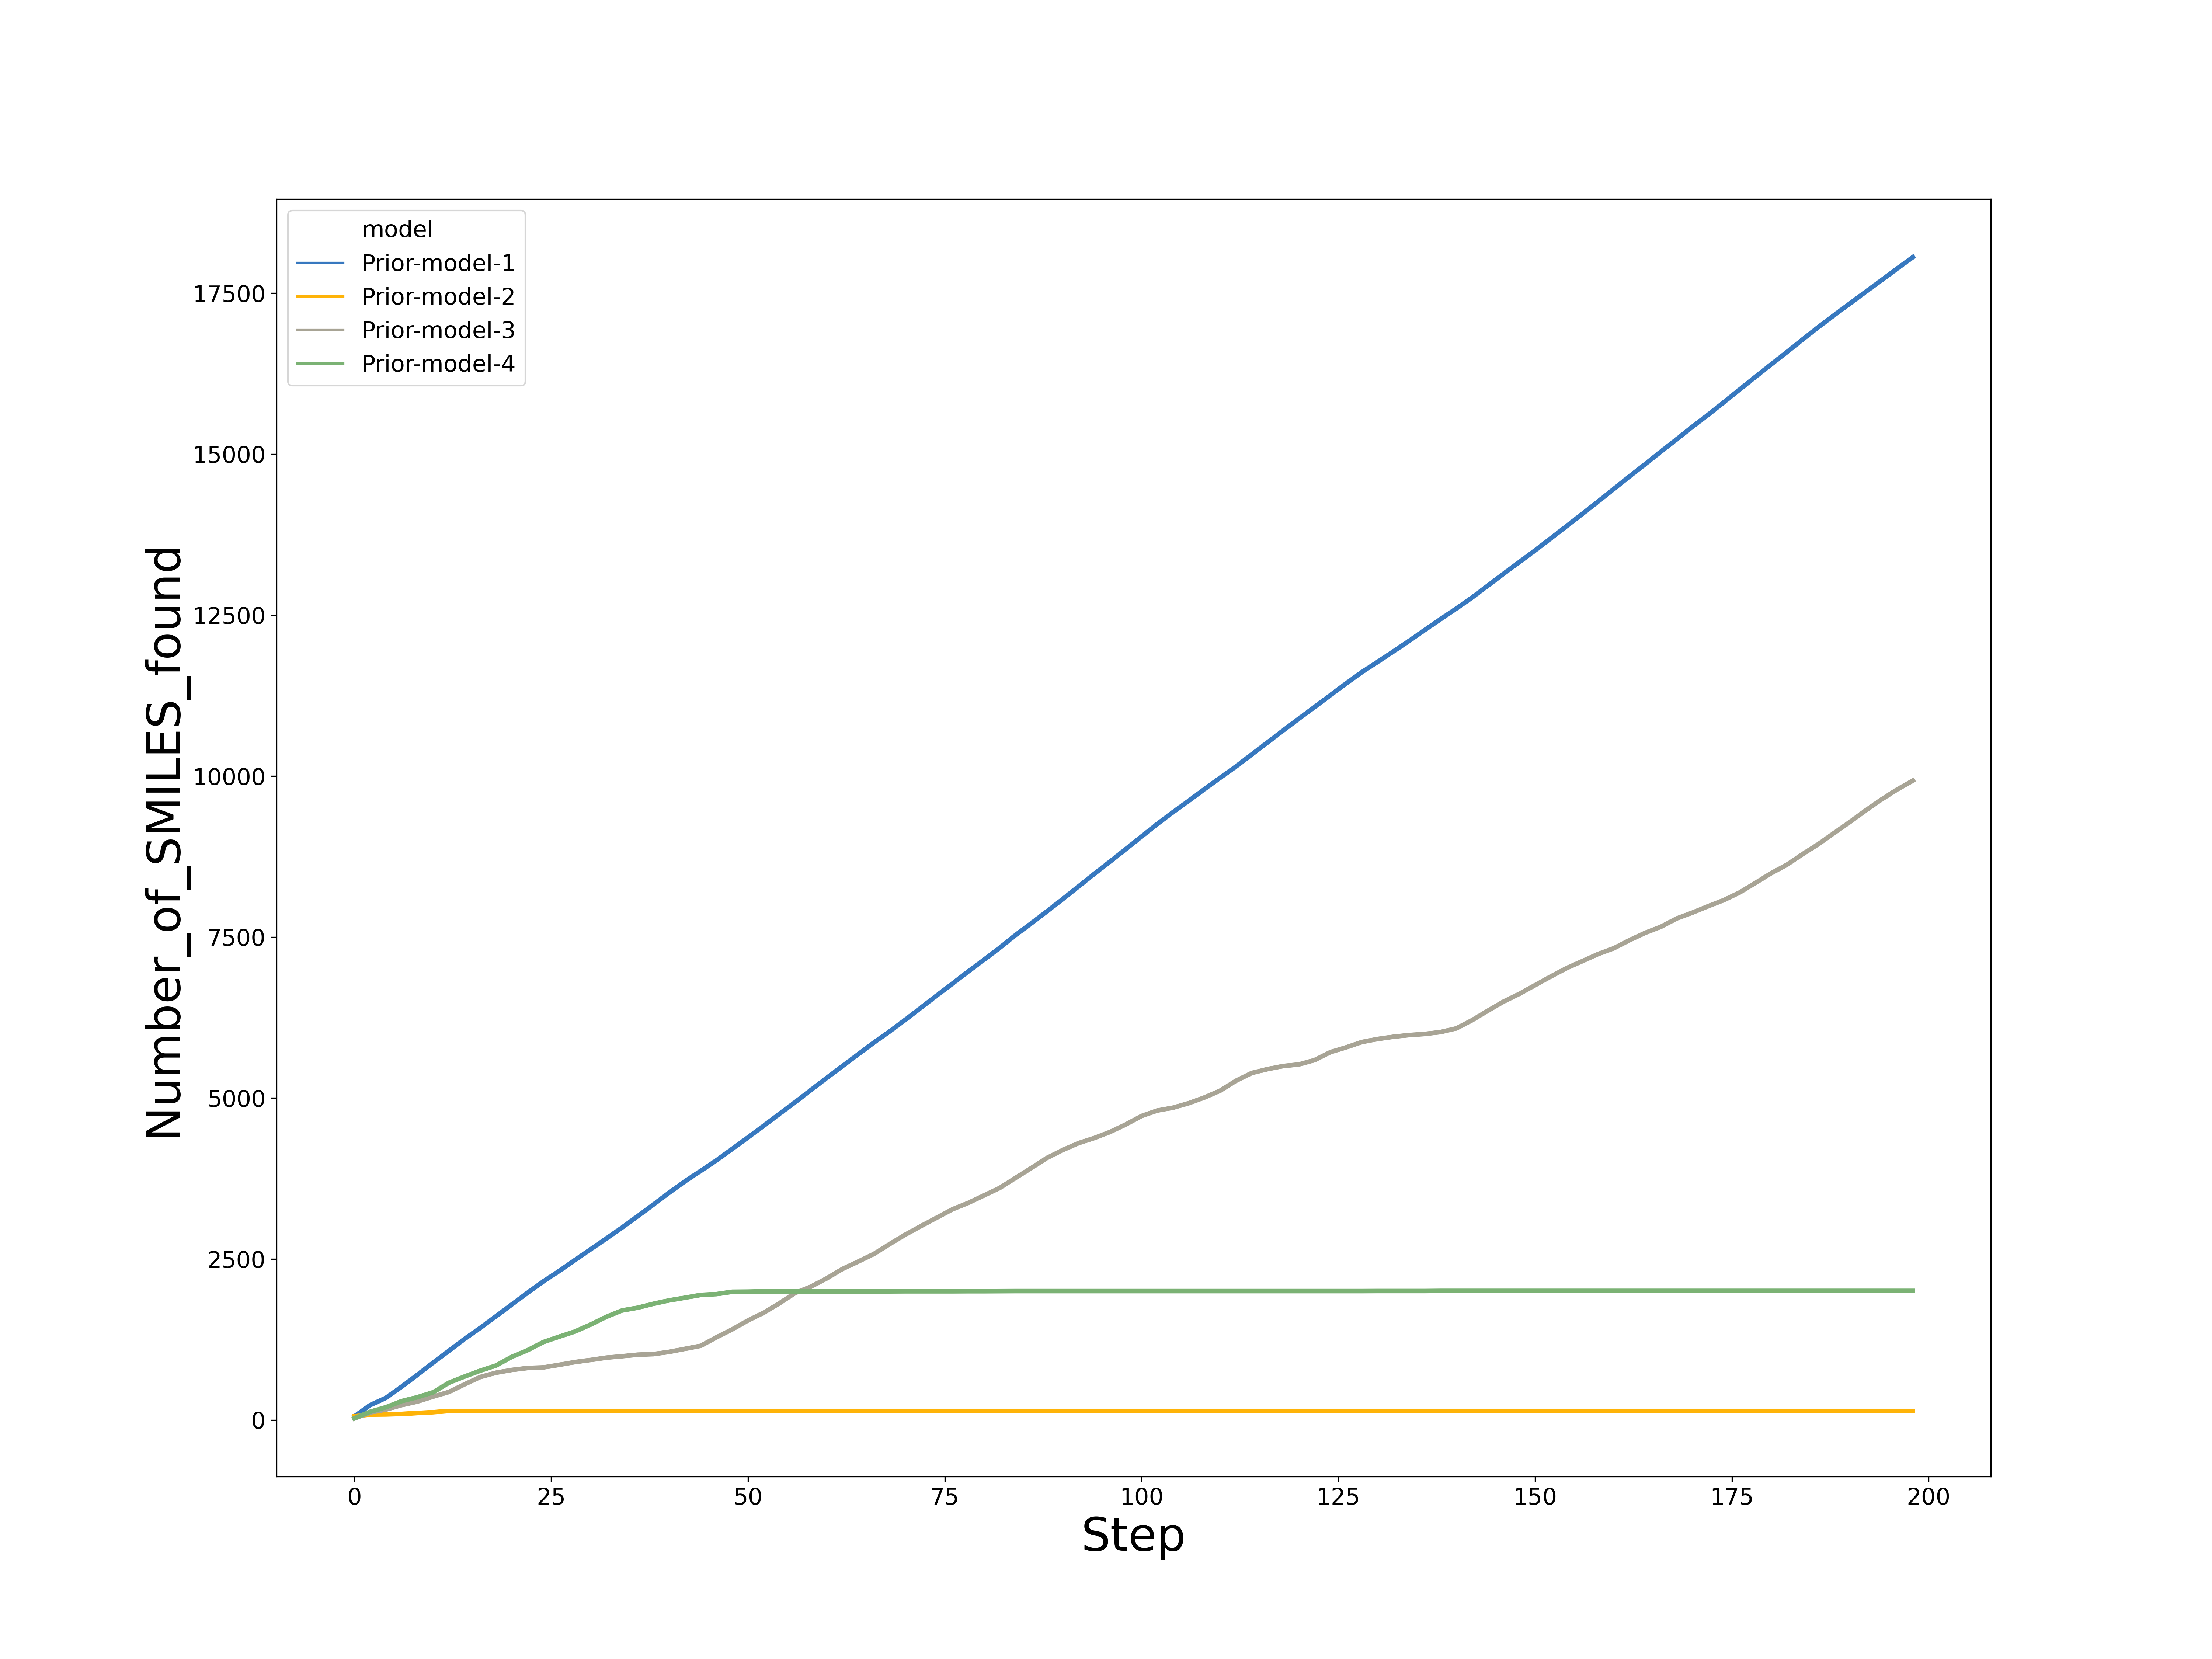 model
Prior-model-1
Prior-model-2
Prior-model-3
Prior-model-4
17500
15000
12500
10000
7500
5000
2500
0
Number_of_SMILES_found
0 25 50 75 100 125 150 175 200
Step